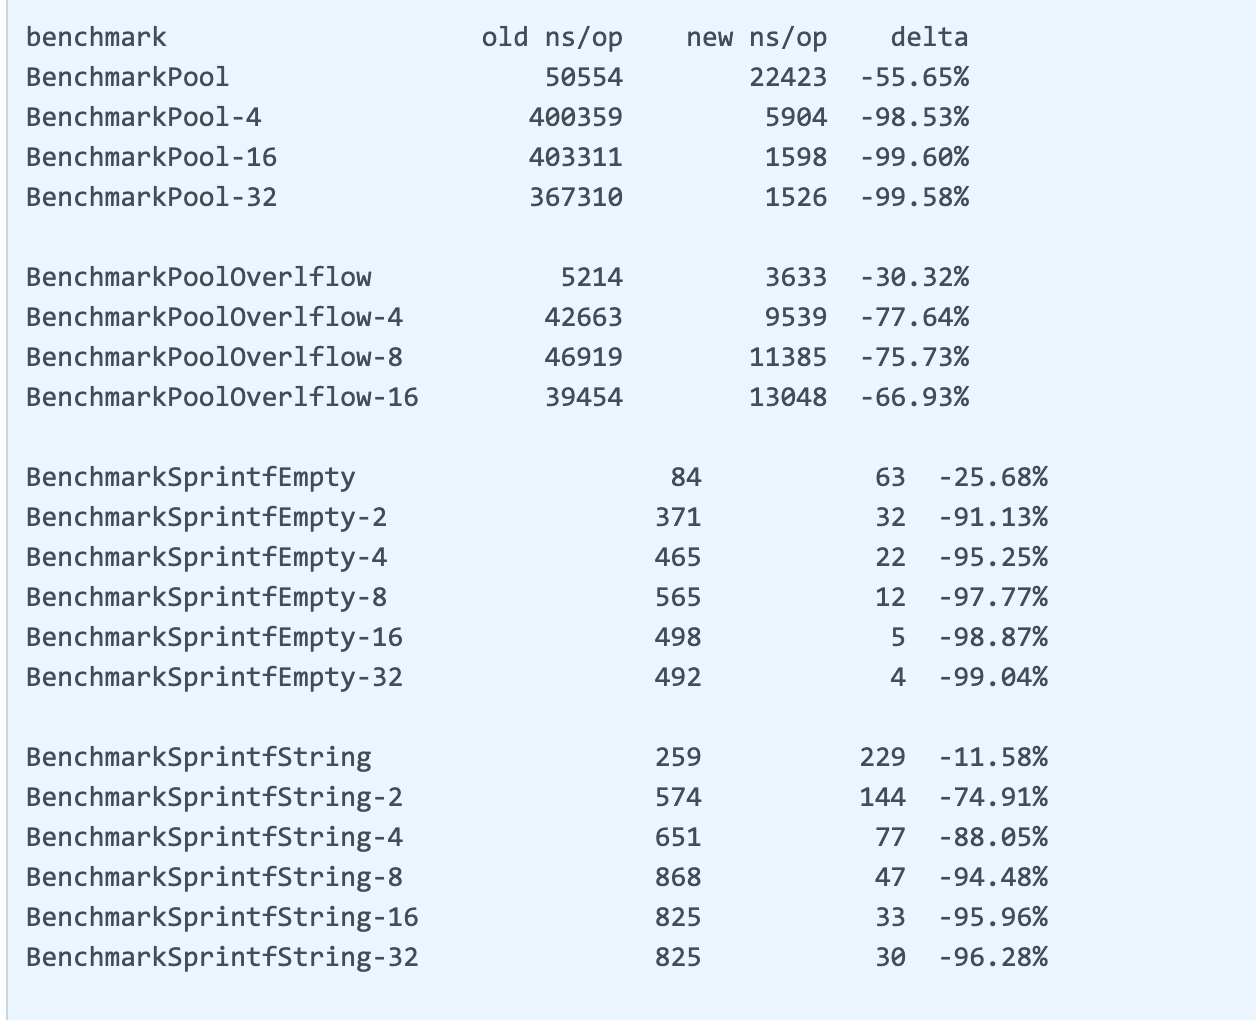 benchmark old ns/op new ns/op delta
BenchmarkPool 50554 22423 -55.65%
BenchmarkPool-4 400359 5904 -98.53%
BenchmarkPool-16 403311 1598 -99.60%
BenchmarkPool-32 367310 1526 -99.58%
BenchmarkPoolOverlflow 5214 3633 -30.32%
BenchmarkPoolOverlflow-4 42663 9539 -77.64%
BenchmarkPoolOverlflow-8 46919 11385 -75.73%
BenchmarkPoolOverlflow-16 39454 13048 -66.93%
BenchmarkSprintfEmpty 84 63 -25.68%
BenchmarkSprintfEmpty-2 371 32 -91.13%
BenchmarkSprintfEmpty-4 465 22 -95.25%
BenchmarkSprintfEmpty-8 565 12 -97.77%
BenchmarkSprintfEmpty-16 498 5 -98.87%
BenchmarkSprintfEmpty-32 492 4 -99.04%
BenchmarkSprintfString 259 229 -11.58%
BenchmarkSprintfString-2 574 144 -74.91%
BenchmarkSprintfString-4 651 77 -88.05%
BenchmarkSprintfString-8 868 47 -94.48%
BenchmarkSprintfString-16 825 33 -95.96%
BenchmarkSprintfString-32 825 30 -96.28%